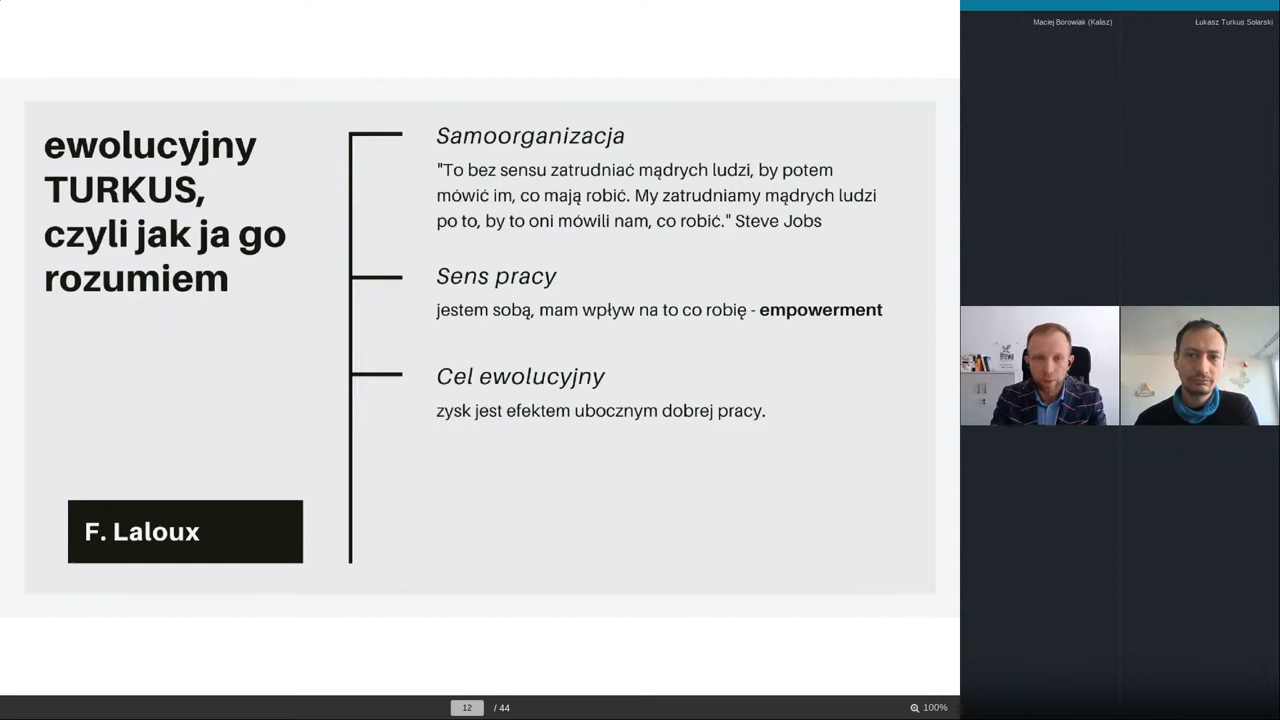 ewolucyjny
TURKUS,
czyli jak ja go
rozumiem
F. Laloux
Samoorganizacja
"To bez sensu zatrudniać mądrych ludzi, by potem
mówić im, co mają robić. My zatrudniamy mądrych ludzi
po to, by to oni mówili nam, co robić." Steve Jobs
Sens pracy
jestem sobą, mam wpływ na to co robię - empowerment
Cel ewolucyjny
zysk jest efektem ubocznym dobrej pracy.
Maciej Borowiak (Kalisz)
Łukasz Turkus Solarski
12 / 44
100%